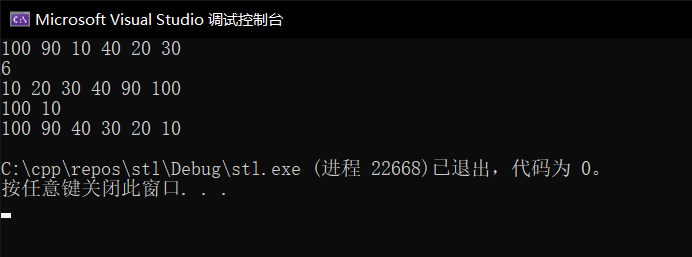 Microsoft Visual Studio 调试控制台
100 90 10 40 20 30
6
10 20 30 40 90 100
100 10
100 90 40 30 20 10
C:\cpp\repos\stl\Debug\stl.exe (进程 22668)已退出，代码为 0。
按任意键关闭此窗口. . .